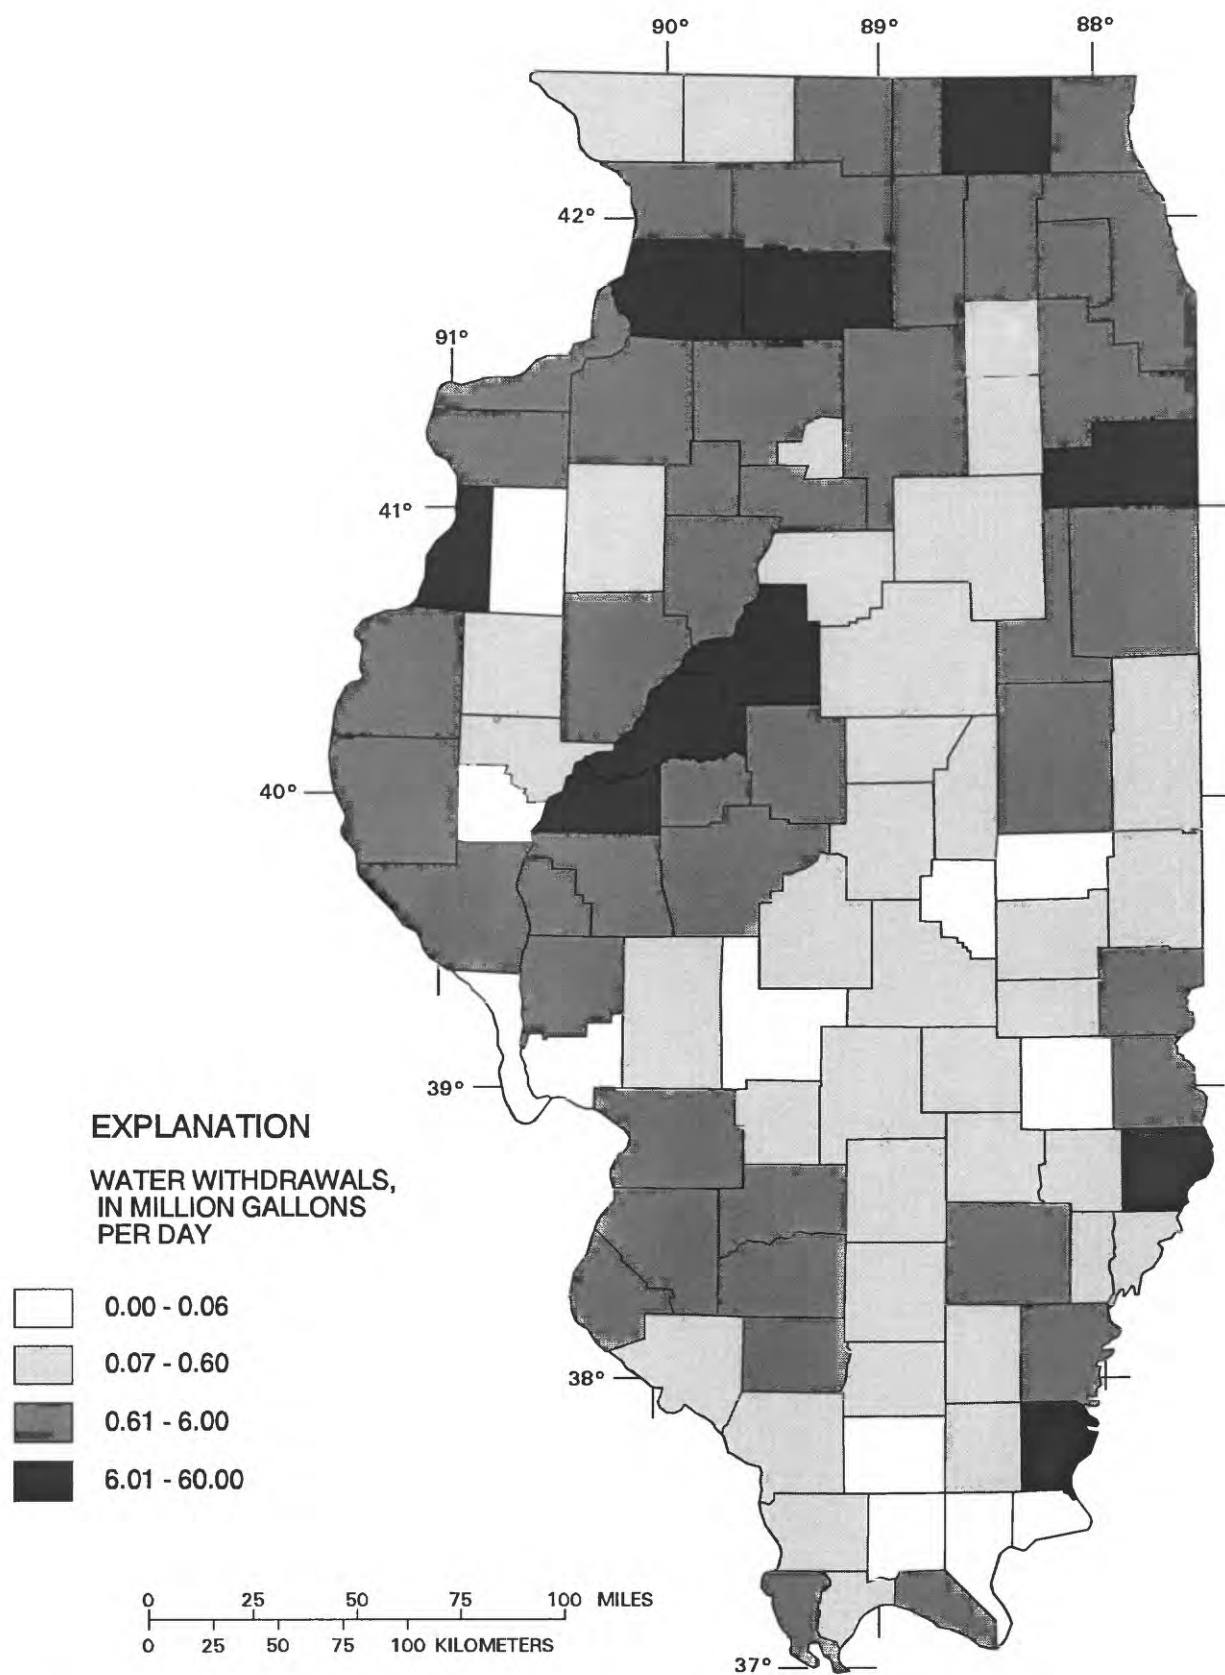 90° 89° 88°
42°
91°
41°
40°
39°
EXPLANATION
WATER WITHDRAWALS,
IN MILLION GALLONS
PER DAY
0.00 - 0.06
0.07 - 0.60
0.61 - 6.00
6.01 - 60.00
38°
0 25 50 75 100 MILES
0 25 50 75 100 KILOMETERS
37°